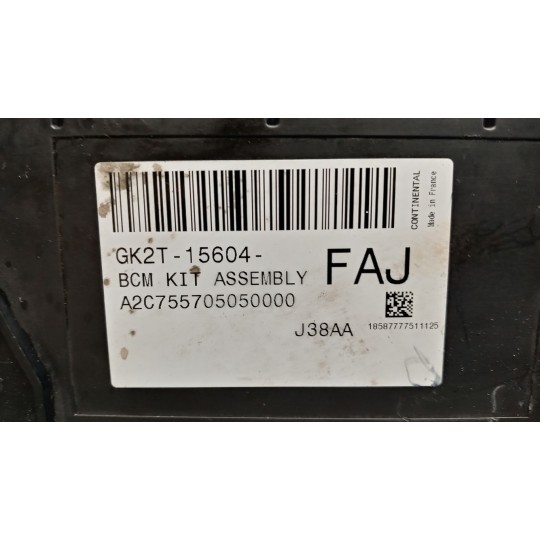 CONTINENTAL
Made in France
GK2T-15604-
FAJ
BCM KIT ASSEMBLY
A2C755705050000
J38AA
18587777511125